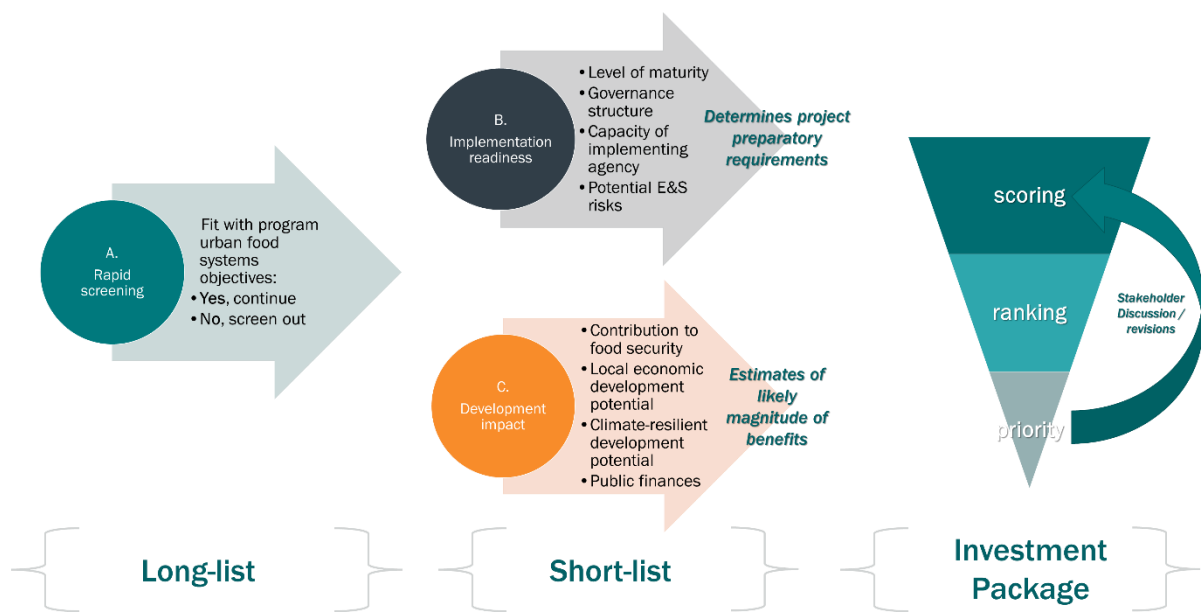 A.
Rapid
screening
Fit with program
urban food
systems
objectives:
• Yes, continue
• No, screen out
B.
Implementation
readiness
• Level of maturity
• Governance
structure
• Capacity of
implementing
agency
• Potential E&S
risks
Determines project
preparatory
requirements
C.
Development
impact
• Contribution to
food security
• Local economic
development
potential
• Climate-resilient
development
potential
• Public finances
Estimates of
likely
magnitude of
benefits
scoring
ranking
priority
Stakeholder
Discussion /
revisions
Long-list
Short-list
Investment
Package